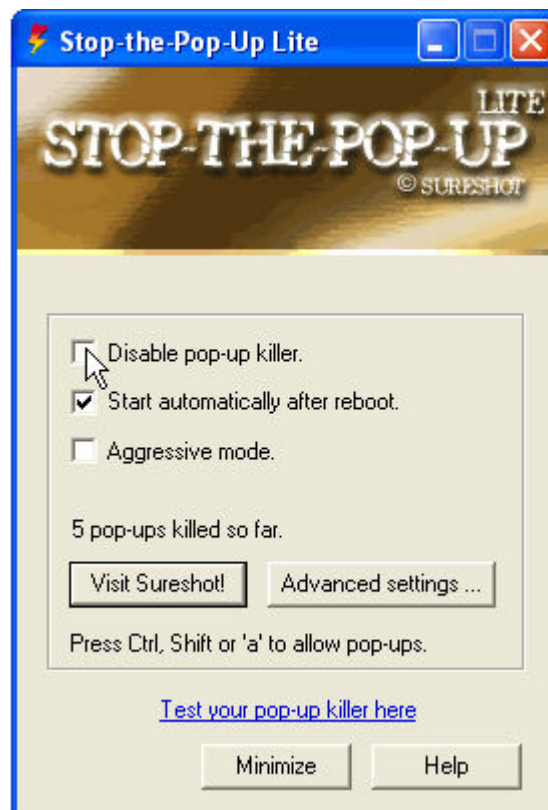 Stop-the-Pop-Up Lite
LITE
STOP-THE-POP-UP
© SURESHOT
Disable pop-up killer.
Start automatically after reboot.
Aggressive mode.
5 pop-ups killed so far.
Visit Sureshot!
Advanced settings ...
Press Ctrl, Shift or 'a' to allow pop-ups.
Test your pop-up killer here
Minimize
Help